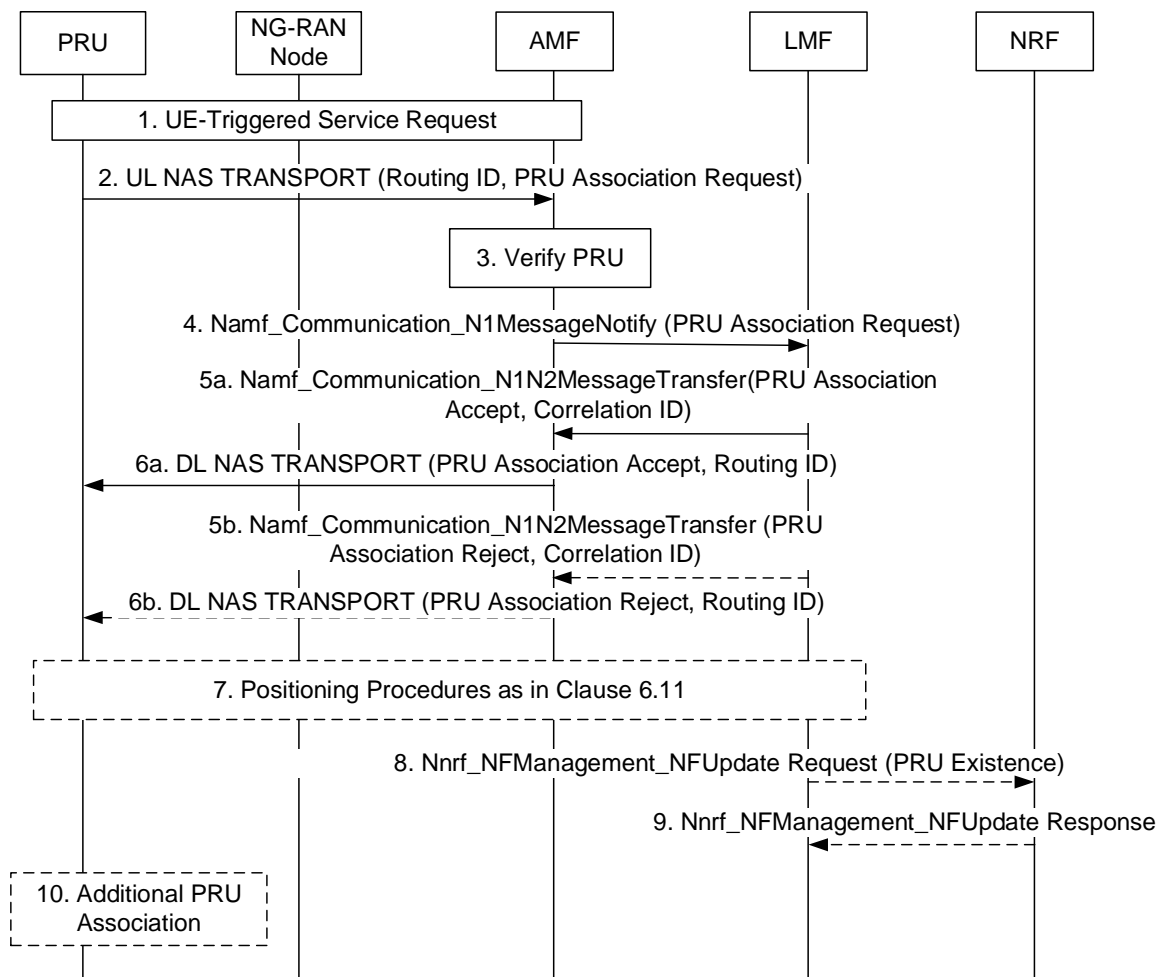 PRU
NG-RAN
Node
AMF
LMF
NRF
1. UE-Triggered Service Request
2. UL NAS TRANSPORT (Routing ID, PRU Association Request)
3. Verify PRU
4. Namf_Communication_N1MessageNotify (PRU Association Request)
5a. Namf_Communication_N1N2MessageTransfer(PRU Association
Accept, Correlation ID)
6a. DL NAS TRANSPORT (PRU Association Accept, Routing ID)
5b. Namf_Communication_N1N2MessageTransfer (PRU
Association Reject, Correlation ID)
6b. DL NAS TRANSPORT (PRU Association Reject, Routing ID)
7. Positioning Procedures as in Clause 6.11
8. Nnrf_NFManagement_NFUpdate Request (PRU Existence)
9. Nnrf_NFManagement_NFUpdate Response
10. Additional PRU
Association